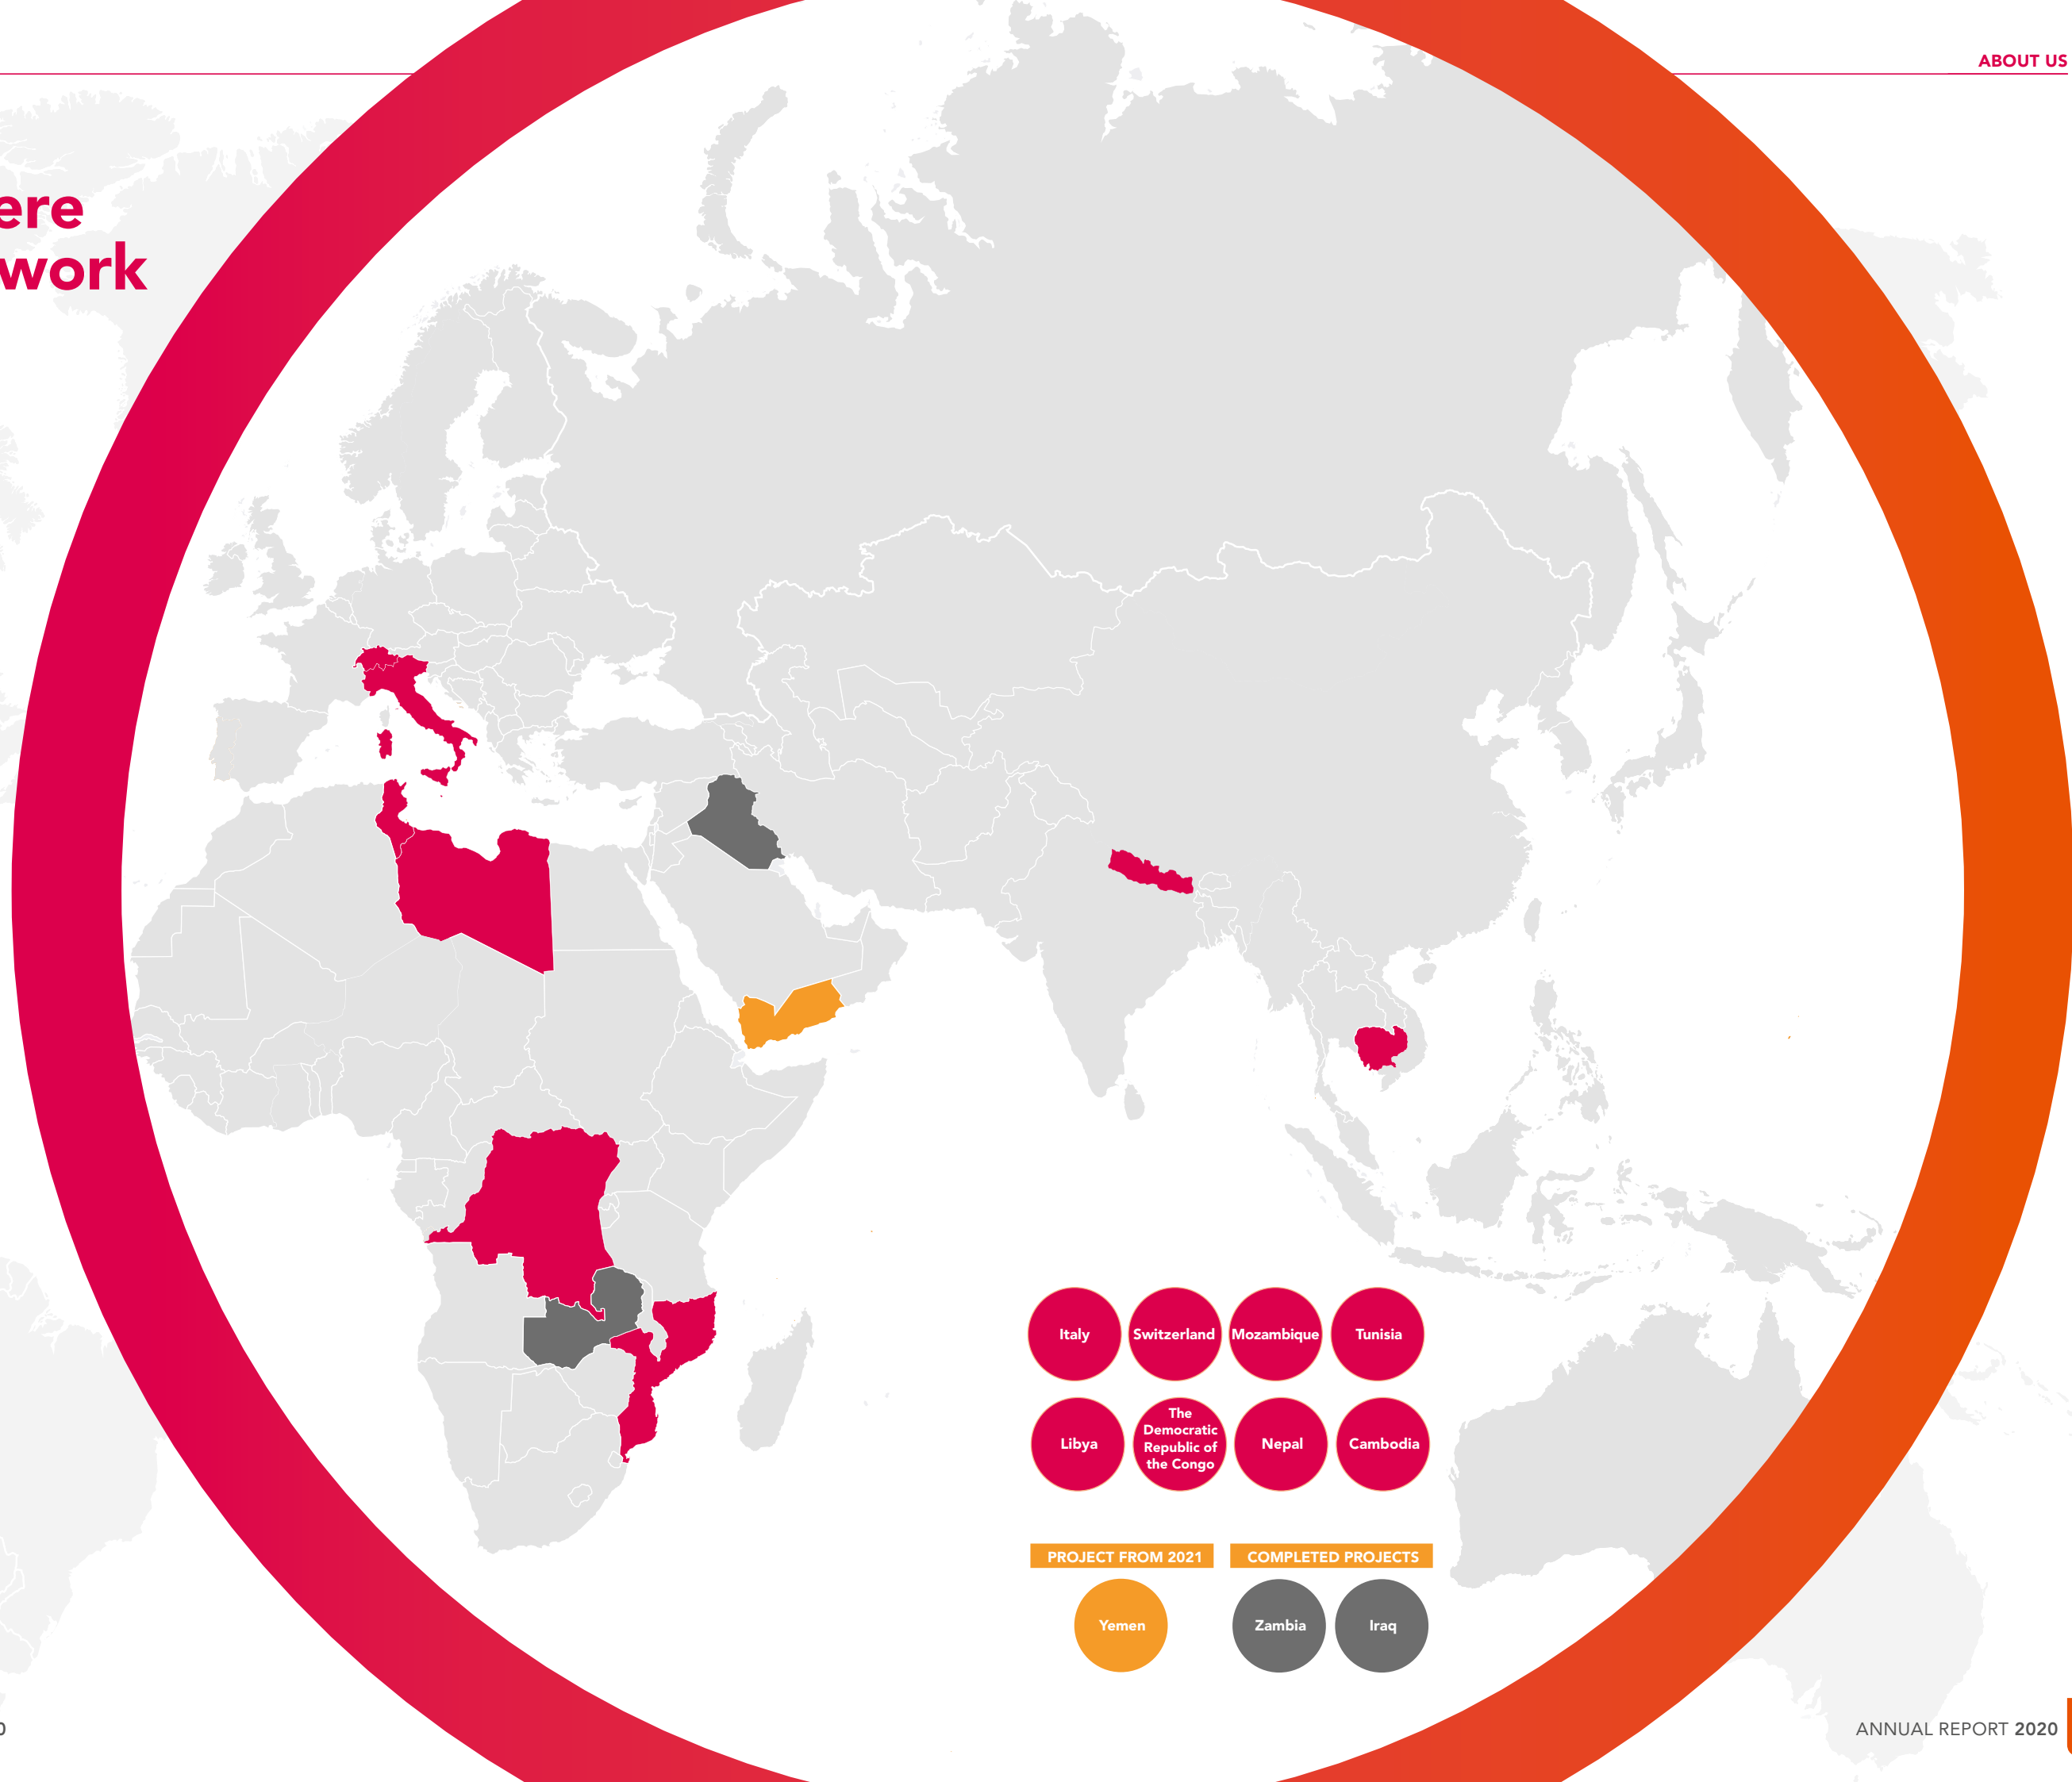 ABOUT US
ere
work
Italy
Switzerland
Mozambique
Tunisia
Libya
The
Democratic
Republic of
the Congo
Nepal
Cambodia
PROJECT FROM 2021
COMPLETED PROJECTS
Yemen
Zambia
Iraq
0
ANNUAL REPORT 2020